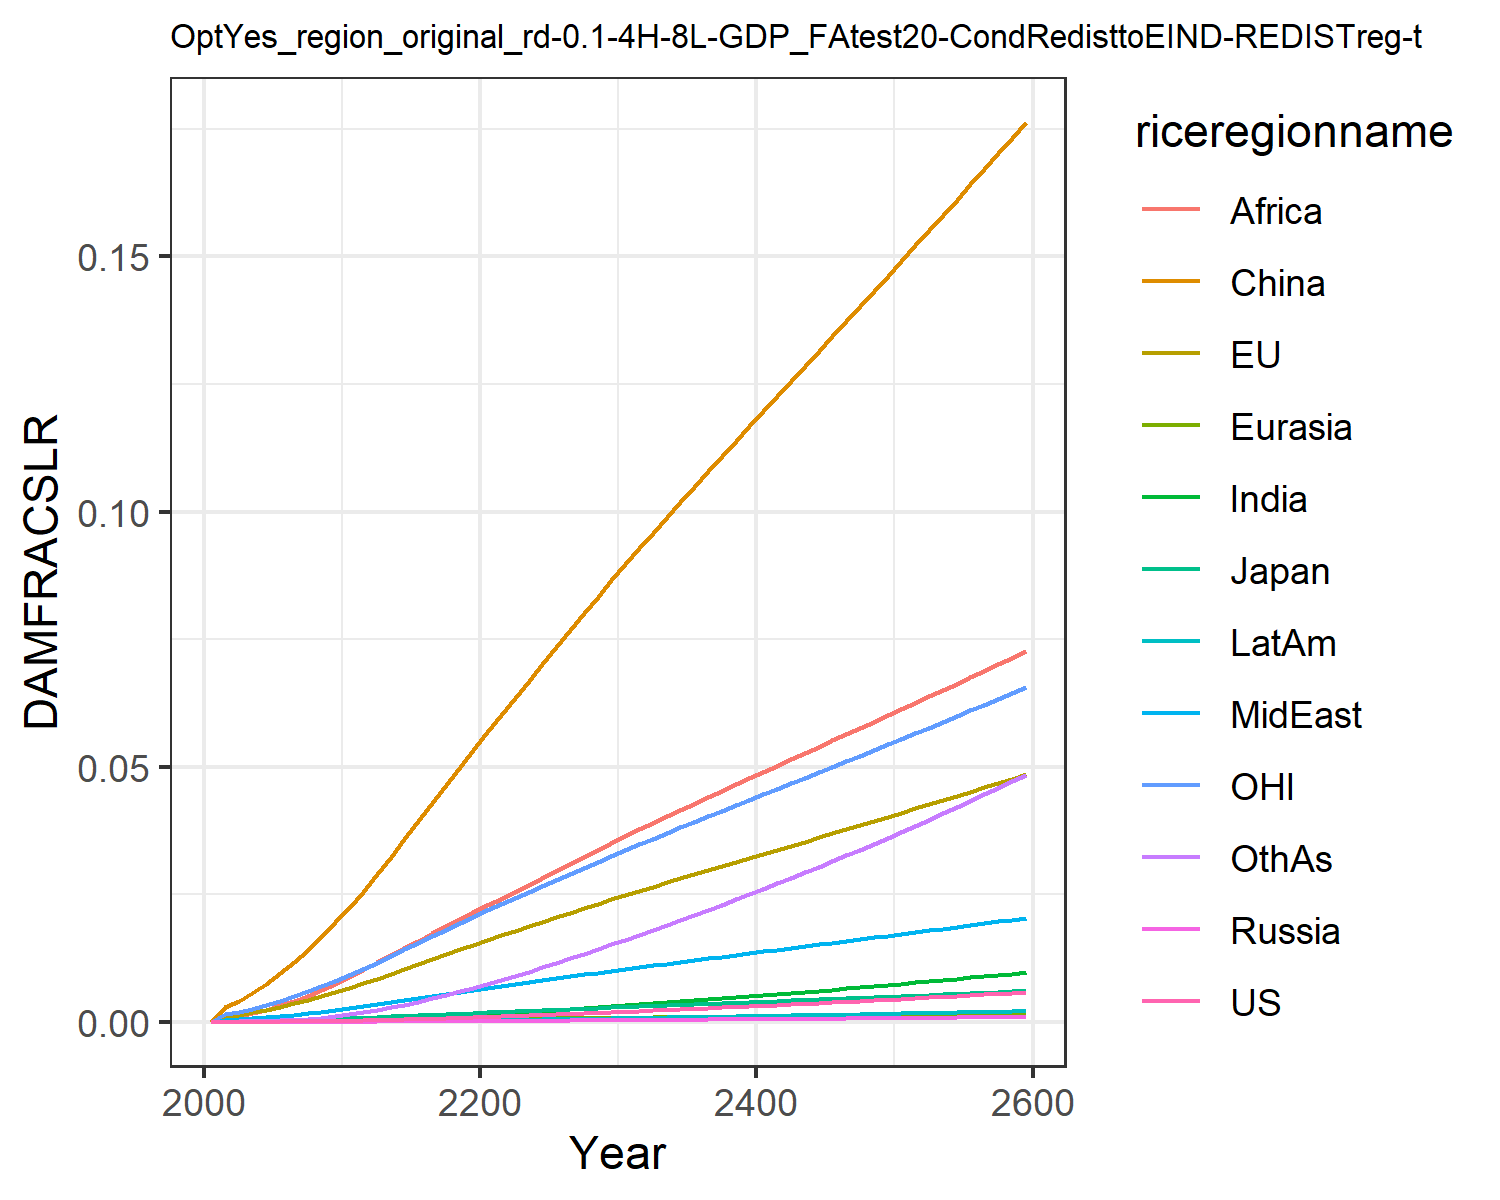 OptYes_region_original_rd-0.1-4H-8L-GDP_FAtest20-CondRedisttoEIND-REDISTreg-t
DAMFRACSLR
0.15
0.10
0.05
0.00
2000 2200 2400 2600
Year
riceregionname
Africa
China
EU
Eurasia
India
Japan
LatAm
MidEast
OHI
OthAs
Russia
US